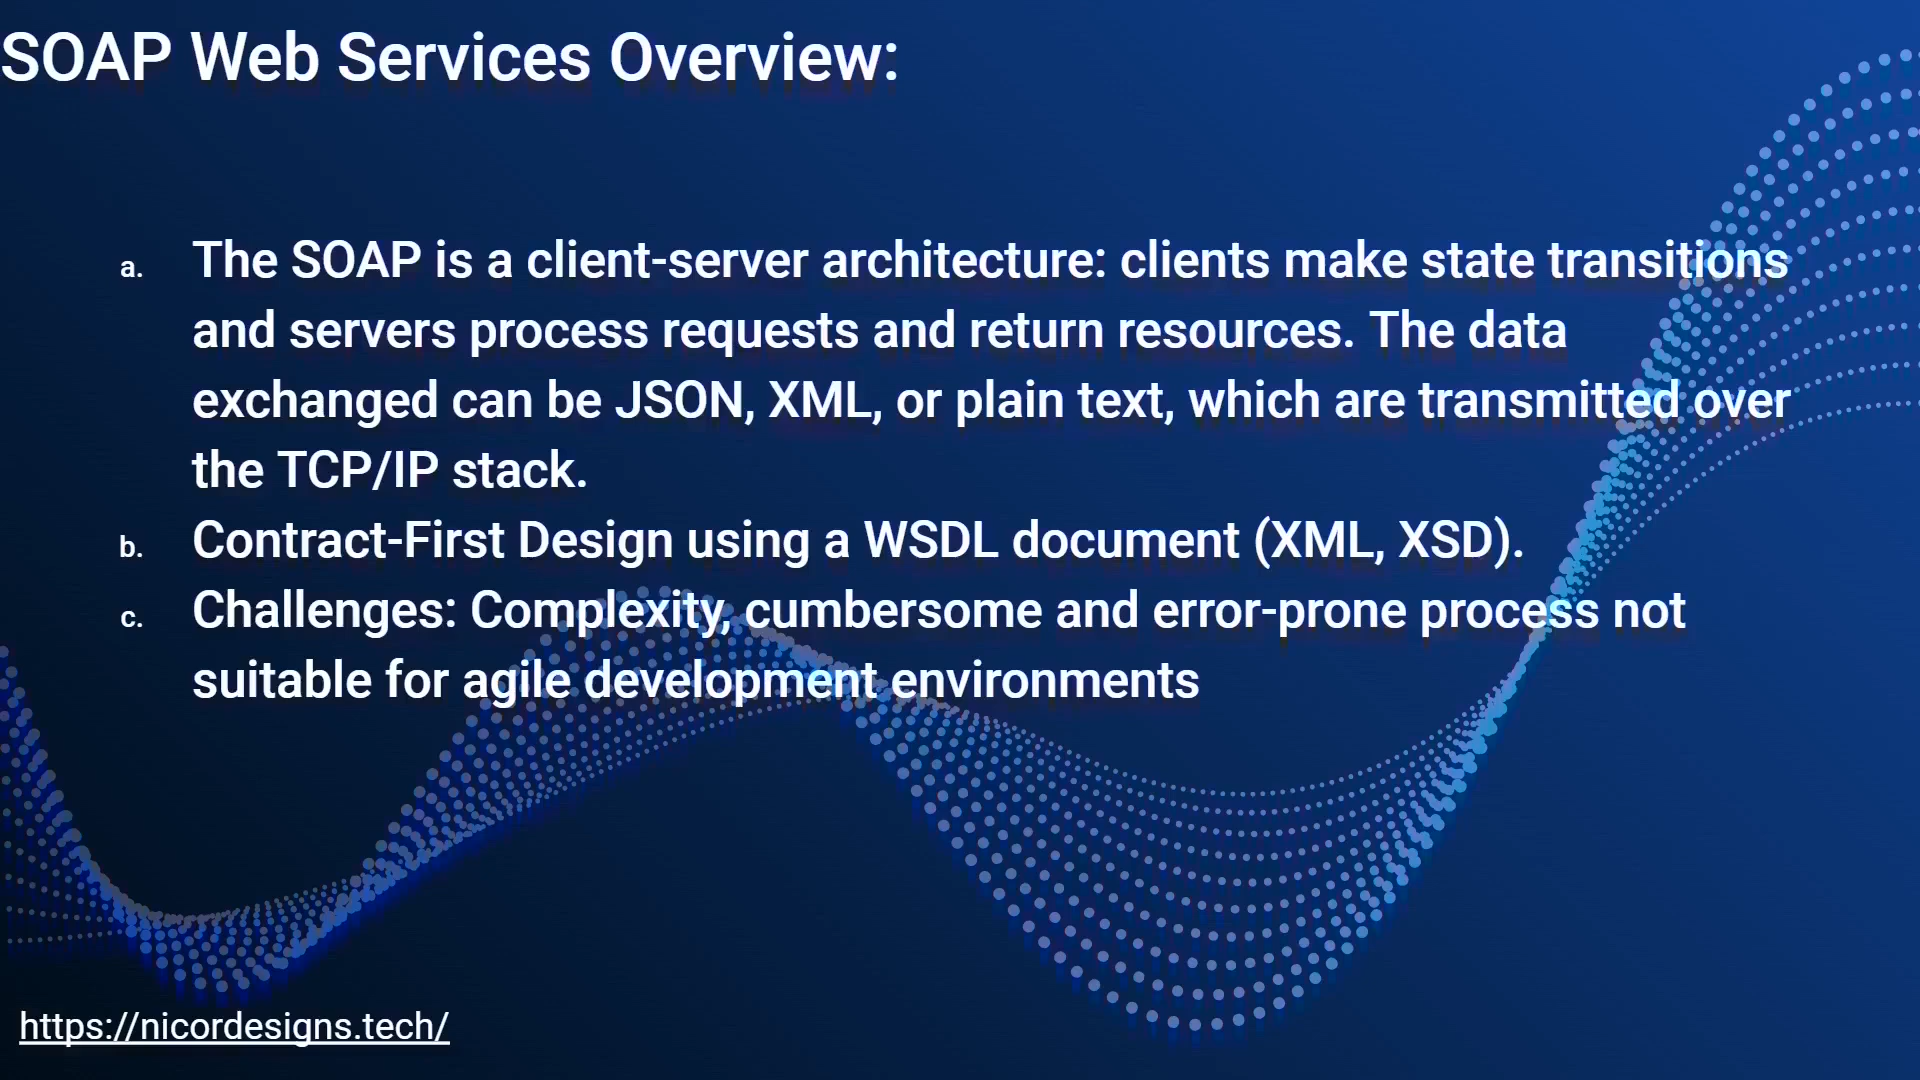 SOAP Web Services Overview:
a. The SOAP is a client-server architecture: clients make state transitions
and servers process requests and return resources. The data
exchanged can be JSON, XML, or plain text, which are transmitted over
the TCP/IP stack.
b. Contract-First Design using a WSDL document (XML, XSD).
c. Challenges: Complexity, cumbersome and error-prone process not
suitable for agile development environments
https://nicordesigns.tech/